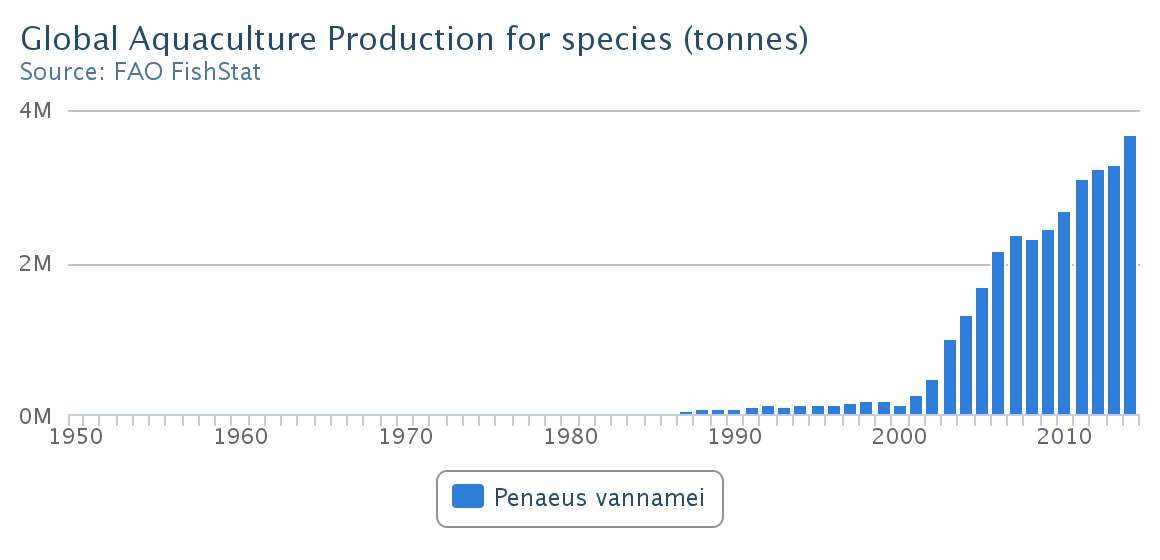 Global Aquaculture Production for species (tonnes)
Source: FAO FishStat
4M
2M
0M
1950 1960 1970 1980 1990 2000 2010
Penaeus vannamei